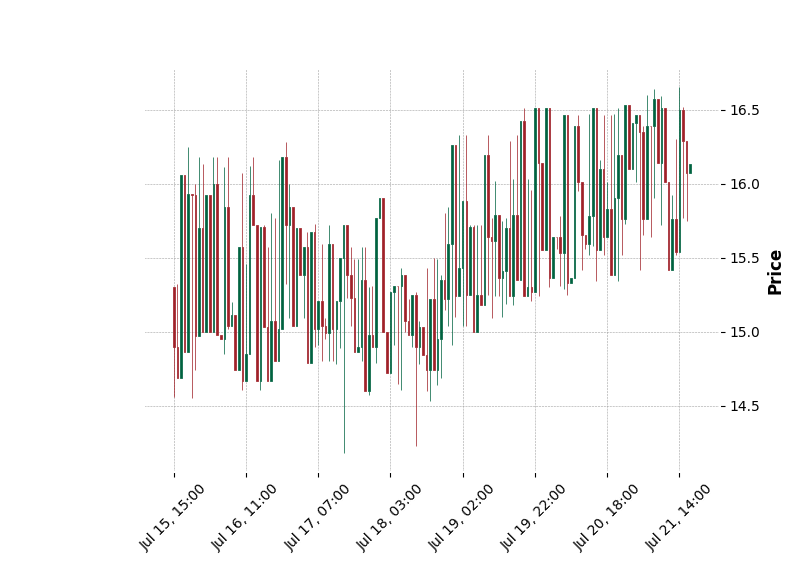 16.5
16.0
15.5
15.0
14.5
Price
Jul 15, 15:00
Jul 16, 11:00
Jul 17, 07:00
Jul 18, 03:00
Jul 19, 02:00
Jul 19, 22:00
Jul 20, 18:00
Jul 21, 14:00